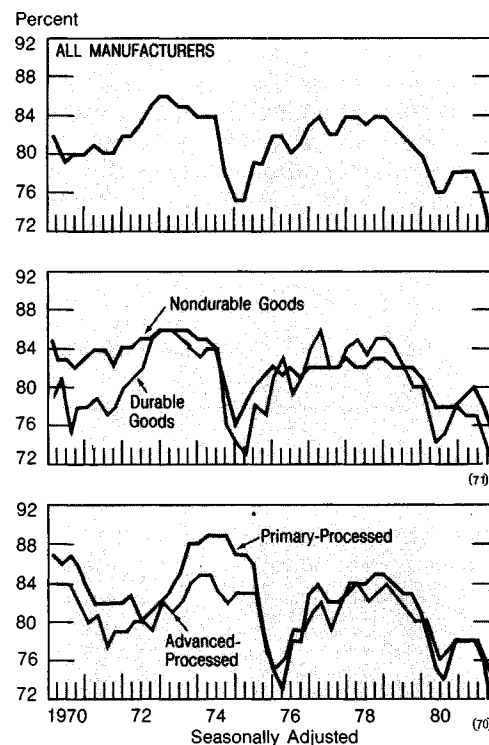 Percent
92
ALL MANUFACTURERS
88
84
80
76
72
92
88
Nondurable Goods
84
80
Durable
Goods
76
72
(71)
92
88
Primary-Processed
84
80
Advanced-
Processed
76
72
1970 72 74 76 78 80 (70)
Seasonally Adjusted